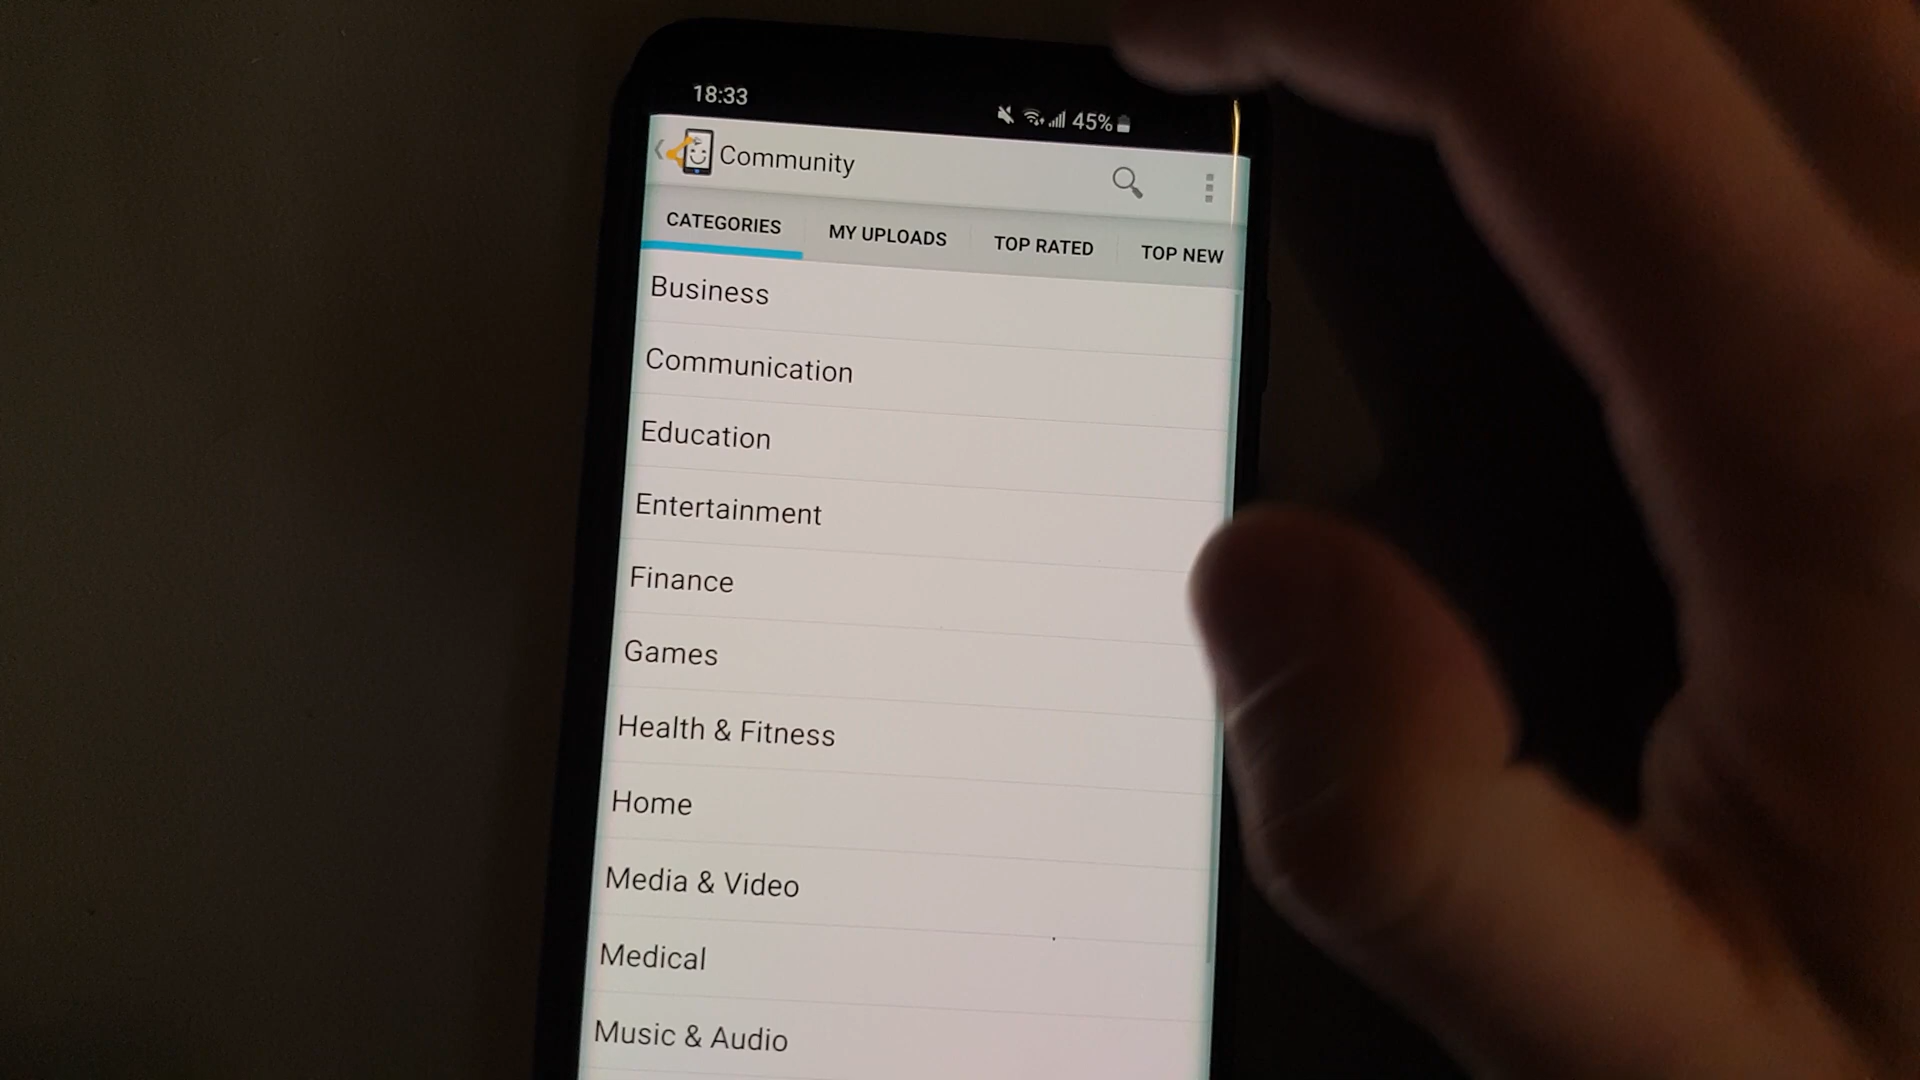 18:33
45%
Community
CATEGORIES
MY UPLOADS
TOP RATED
TOP NEW
Business
Communication
Education
Entertainment
Finance
Games
Health & Fitness
Home
Media & Video
Medical
Music & Audio